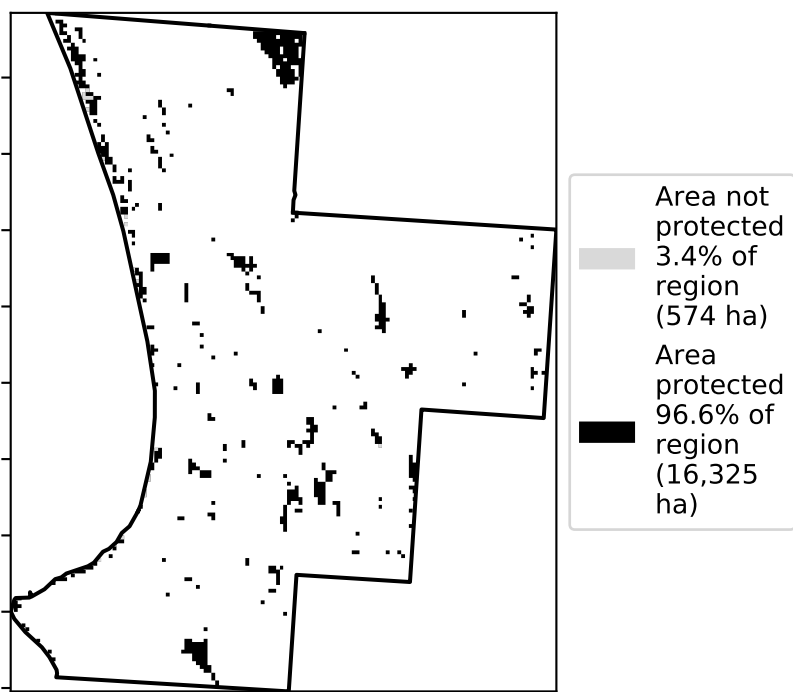 Area not
protected
3.4% of
region
(574 ha)
Area
protected
96.6% of
region
(16,325
ha)